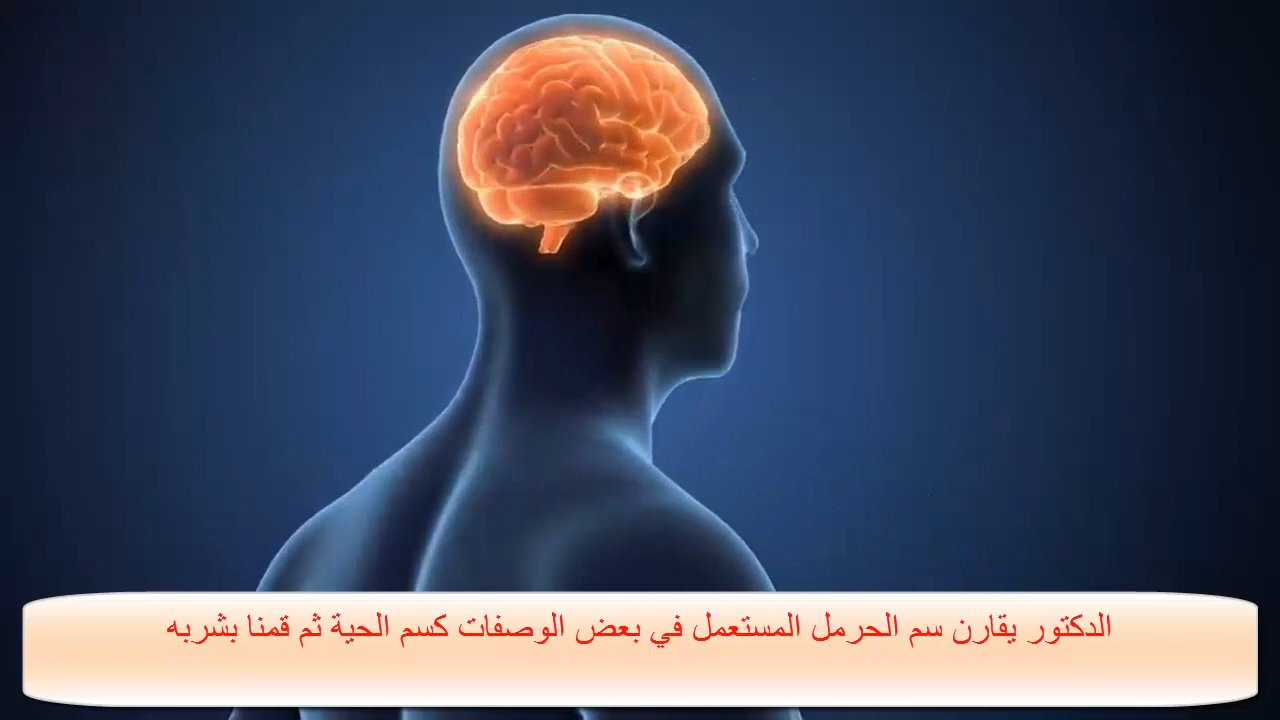 الدكتور يقارن سم الحرمل المستعمل في بعض الوصفات كسم الحية ثم قمنا بشربه